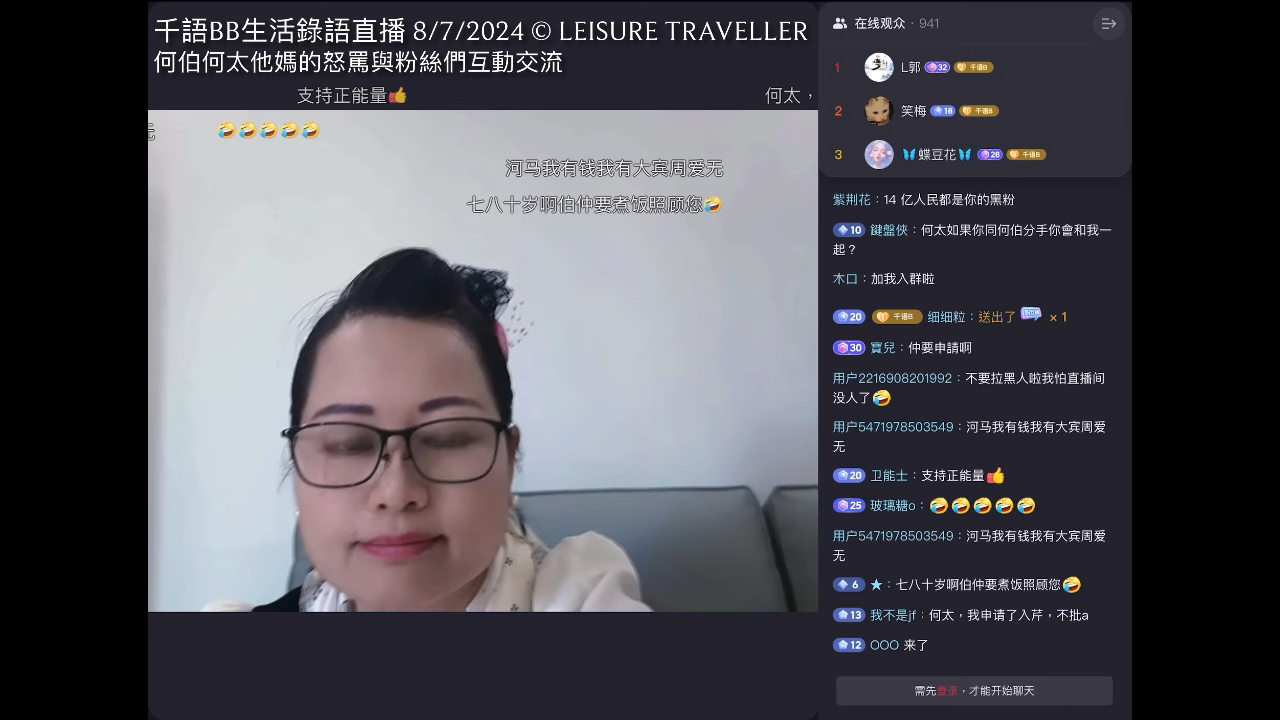 千語BB生活錄語直播 8/7/2024 © LEISURE TRAVELLER
何伯何太他媽的怒罵與粉絲們互動交流
支持正能量👍
何太，
🤣🤣🤣🤣🤣
河马我有钱我有大宾周爱无
七八十岁啊伯仲要煮饭照顾您🤣
在线观众 · 941
1 L郭 32 千语B
2 笑梅 18 千语B
3 🦋蝶豆花🦋 28 千语B
紫荆花：14 亿人民都是你的黑粉
10 鍵盤俠：何太如果你同何伯分手你會和我一
起？
木口：加我入群啦
20 千语B 细细粒：送出了 × 1
30 寶兒：仲要申請啊
用户2216908201992：不要拉黑人啦我怕直播间
没人了🤣
用户5471978503549：河马我有钱我有大宾周爱
无
20 卫能士：支持正能量👍
25 玻璃糖o：🤣🤣🤣🤣🤣
用户5471978503549：河马我有钱我有大宾周爱
无
6 ★：七八十岁啊伯仲要煮饭照顾您🤣
13 我不是jf：何太，我申请了入芹，不批a
12 OOO 来了
需先登录，才能开始聊天